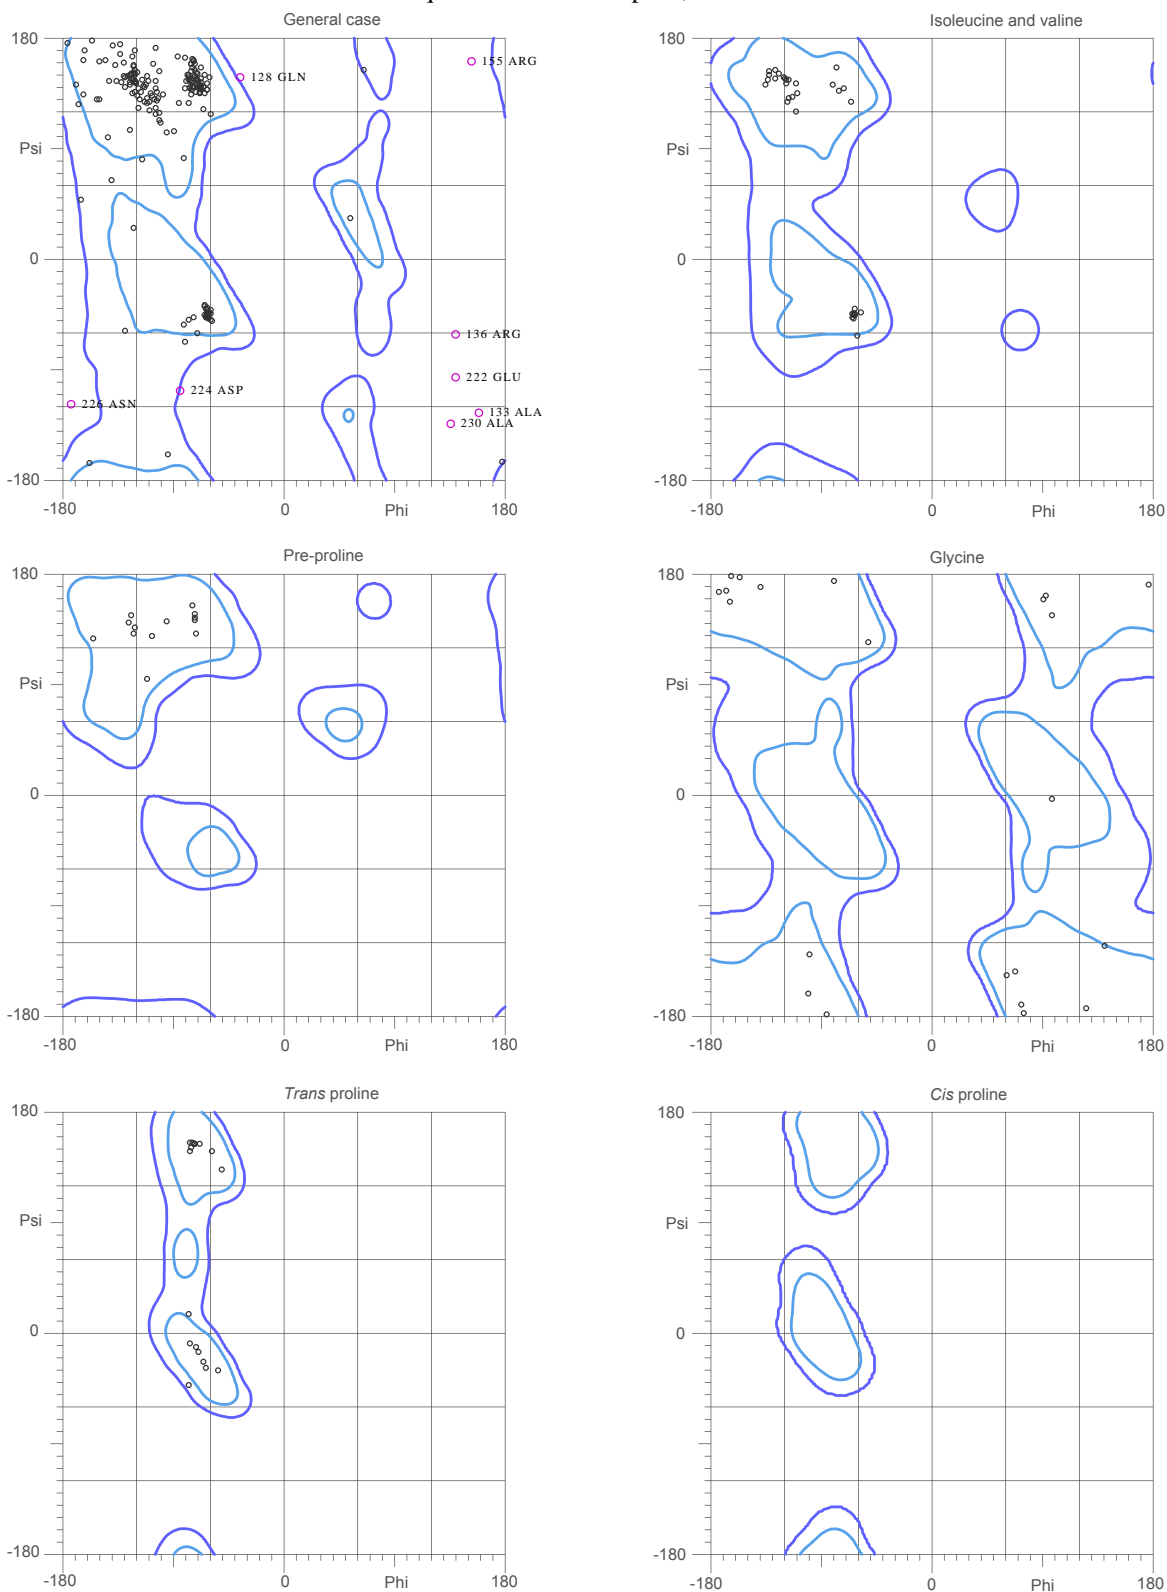 General case
Isoleucine and valine
180
128 GLN
155 ARG
Psi
0
136 ARG
222 GLU
224 ASP
226 ASN
133 ALA
230 ALA
-180
-180
0
Phi
180
180
Psi
0
-180
-180
0
Phi
180
Pre-proline
Glycine
180
Psi
0
-180
-180
0
Phi
180
180
Psi
0
-180
-180
0
Phi
180
Trans proline
Cis proline
180
Psi
0
-180
-180
0
Phi
180
180
Psi
0
-180
-180
0
Phi
180